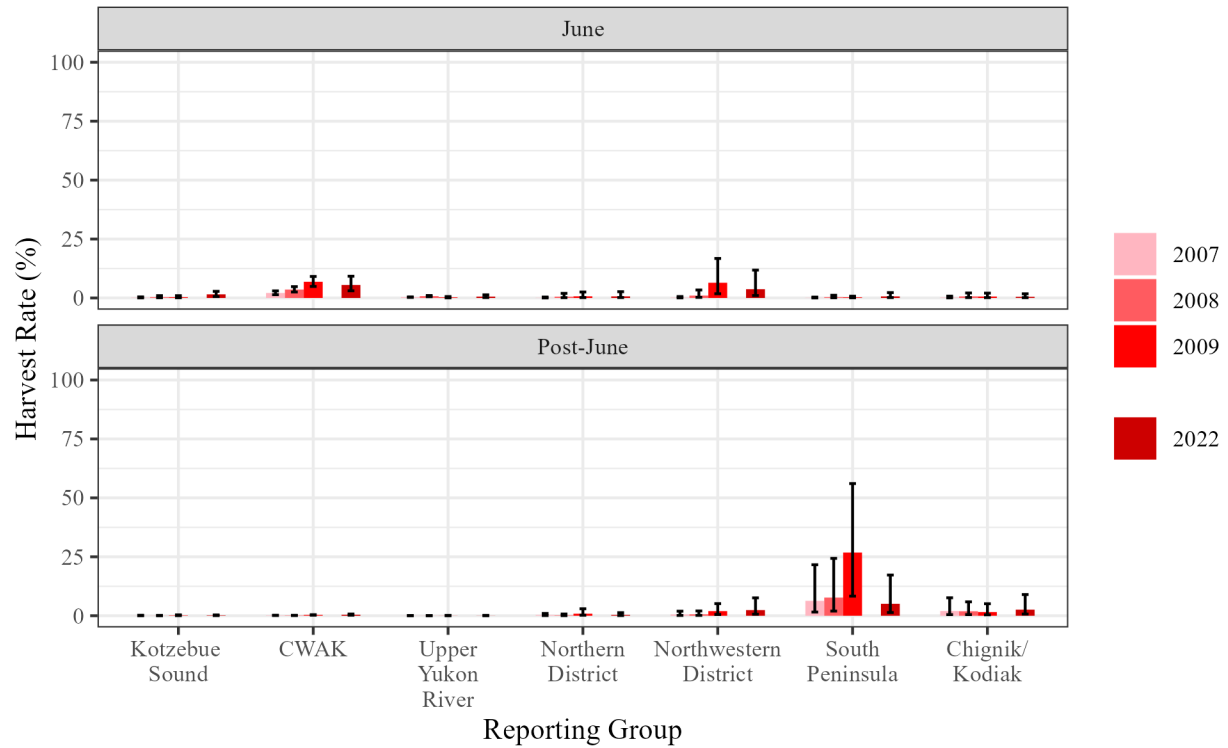 June
100
75
50
25
0
Harvest Rate (%)
Post-June
100
75
50
25
0
Kotzebue
Sound
CWAK
Upper
Yukon
River
Northern
District
Northwestern
District
South
Peninsula
Chignik/
Kodiak
Reporting Group
2007
2008
2009
2022